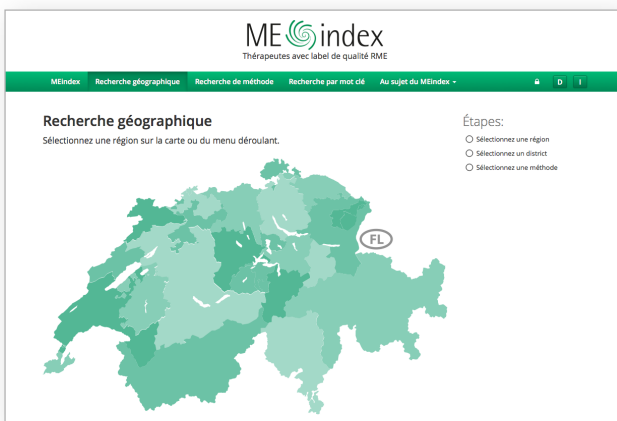 ME index
Thérapeutes avec label de qualité RME
MEindex Recherche géographique Recherche de méthode Recherche par mot clé Au sujet du MEindex D I
Recherche géographique
Sélectionnez une région sur la carte ou du menu déroulant.
Étapes:
Sélectionnez une région
Sélectionnez un district
Sélectionnez une méthode
FL